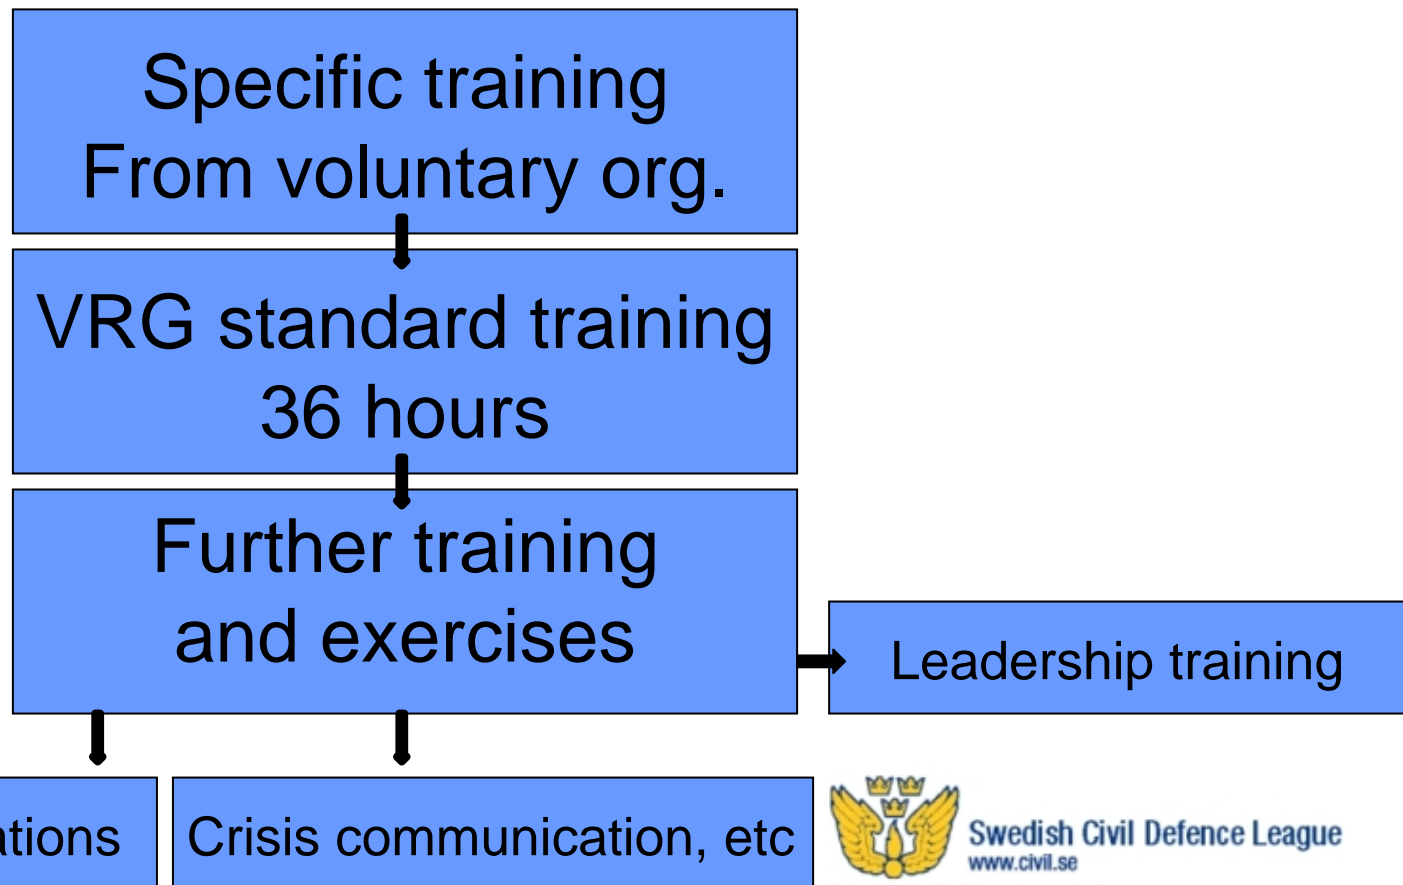 Specific training
From voluntary org.
VRG standard training
36 hours
Further training
and exercises
Leadership training
Crisis communication, etc
Swedish Civil Defence League
www.civil.se